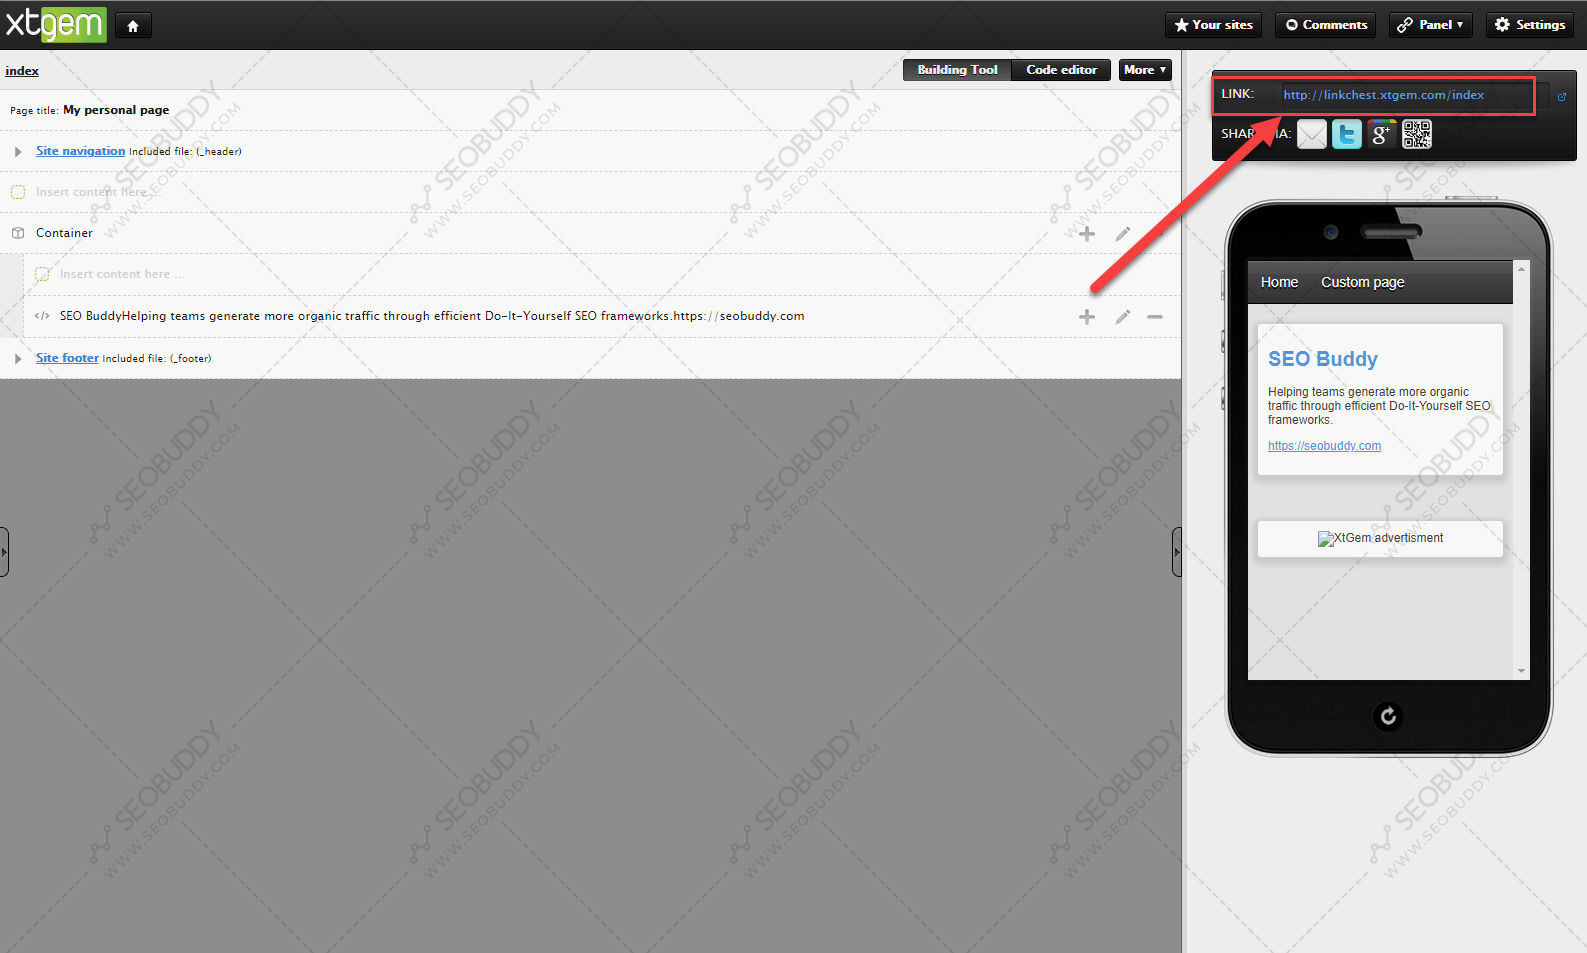 xtgem
Your sites
Comments
Panel ▾
Settings
index
Building Tool
Code editor
More ▾
Page title: My personal page
Site navigation Included file: (_header)
Insert content here ...
Container
Insert content here ...
</> SEO BuddyHelping teams generate more organic traffic through efficient Do-It-Yourself SEO frameworks.https://seobuddy.com
Site footer Included file: (_footer)
LINK: http://linkchest.xtgem.com/index
SHAR IA:
g+
Home
Custom page
SEO Buddy
Helping teams generate more organic
traffic through efficient Do-It-Yourself SEO
frameworks.
https://seobuddy.com
XtGem advertisment
SEOBUDDY
WWW.SEOBUDDY.COM